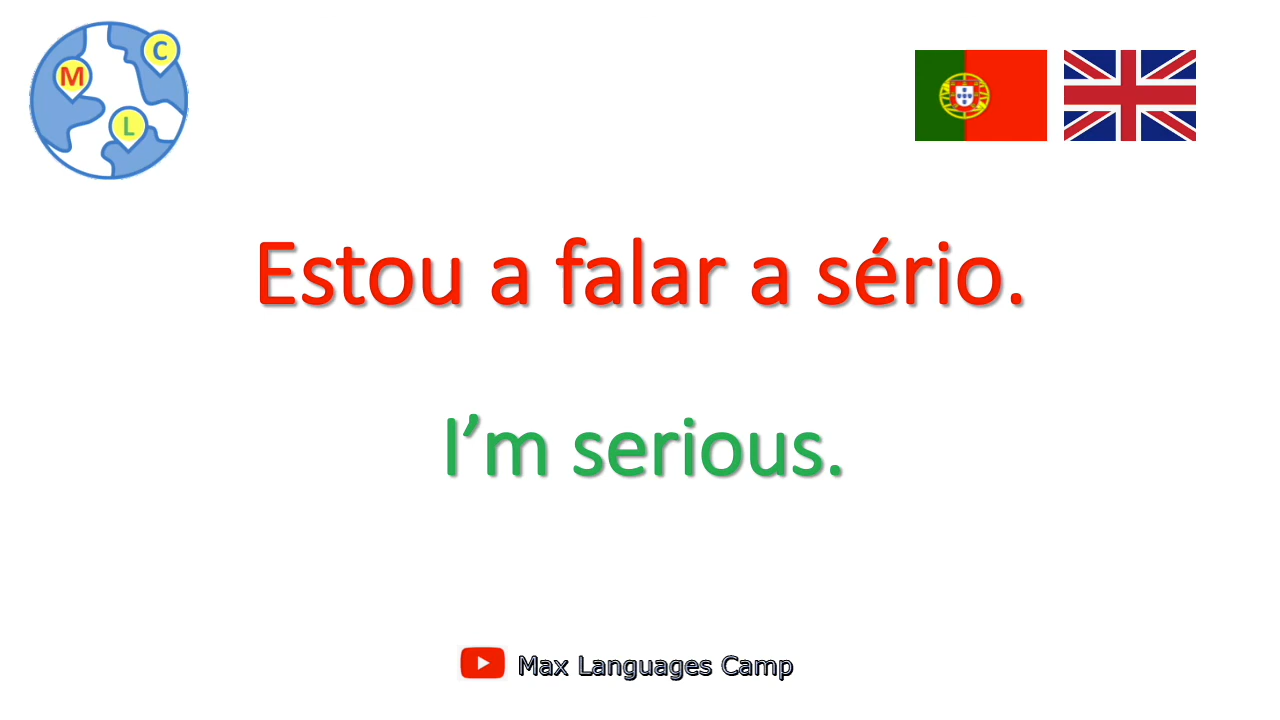 M
C
L
Estou a falar a sério.
I’m serious.
Max Languages Camp